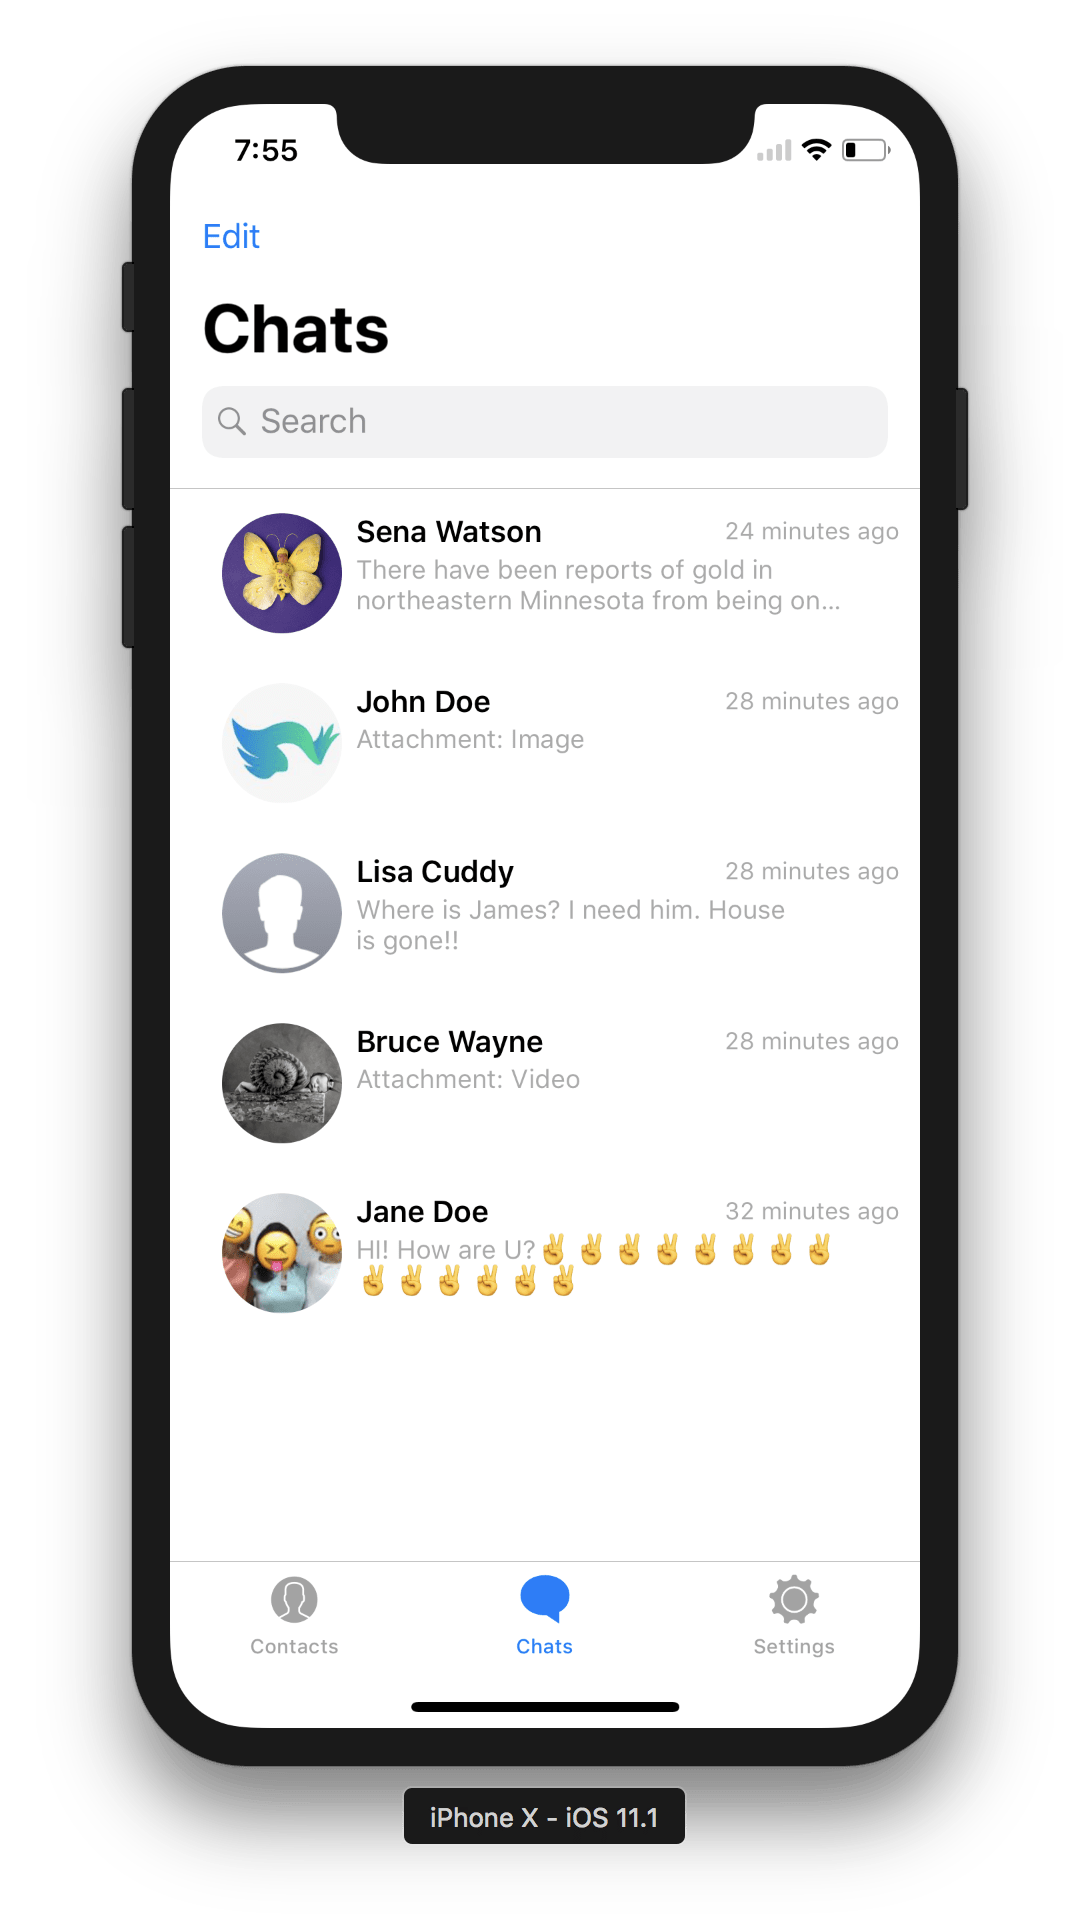 7:55
Edit
Chats
Search
Sena Watson
24 minutes ago
There have been reports of gold in
northeastern Minnesota from being on...
John Doe
28 minutes ago
Attachment: Image
Lisa Cuddy
28 minutes ago
Where is James? I need him. House
is gone!!
Bruce Wayne
28 minutes ago
Attachment: Video
Jane Doe
32 minutes ago
HI! How are U?✌️✌️✌️✌️✌️✌️✌️✌️
✌️✌️✌️✌️✌️✌️
Contacts
Chats
Settings
iPhone X - iOS 11.1